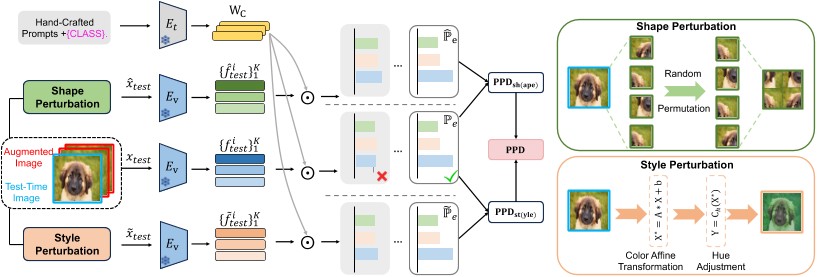 Hand-Crafted
Prompts +{CLASS}.
E_t
W_C
Shape
Perturbation
x̂_test
E_v
{f̂^i_test}^K_1
ℙ̂_e
...
PPD_sh(ape)
Augmented
Image
Test-Time
Image
x_test
E_v
{f^i_test}^K_1
ℙ_e
...
PPD
Style
Perturbation
x̃_test
E_v
{f̃^i_test}^K_1
ℙ̃_e
...
PPD_st(yle)
Shape Perturbation
Random
Permutation
Style Perturbation
X' = A * X + b
Color Affine
Transformation
Y = C_h(X')
Hue
Adjustment